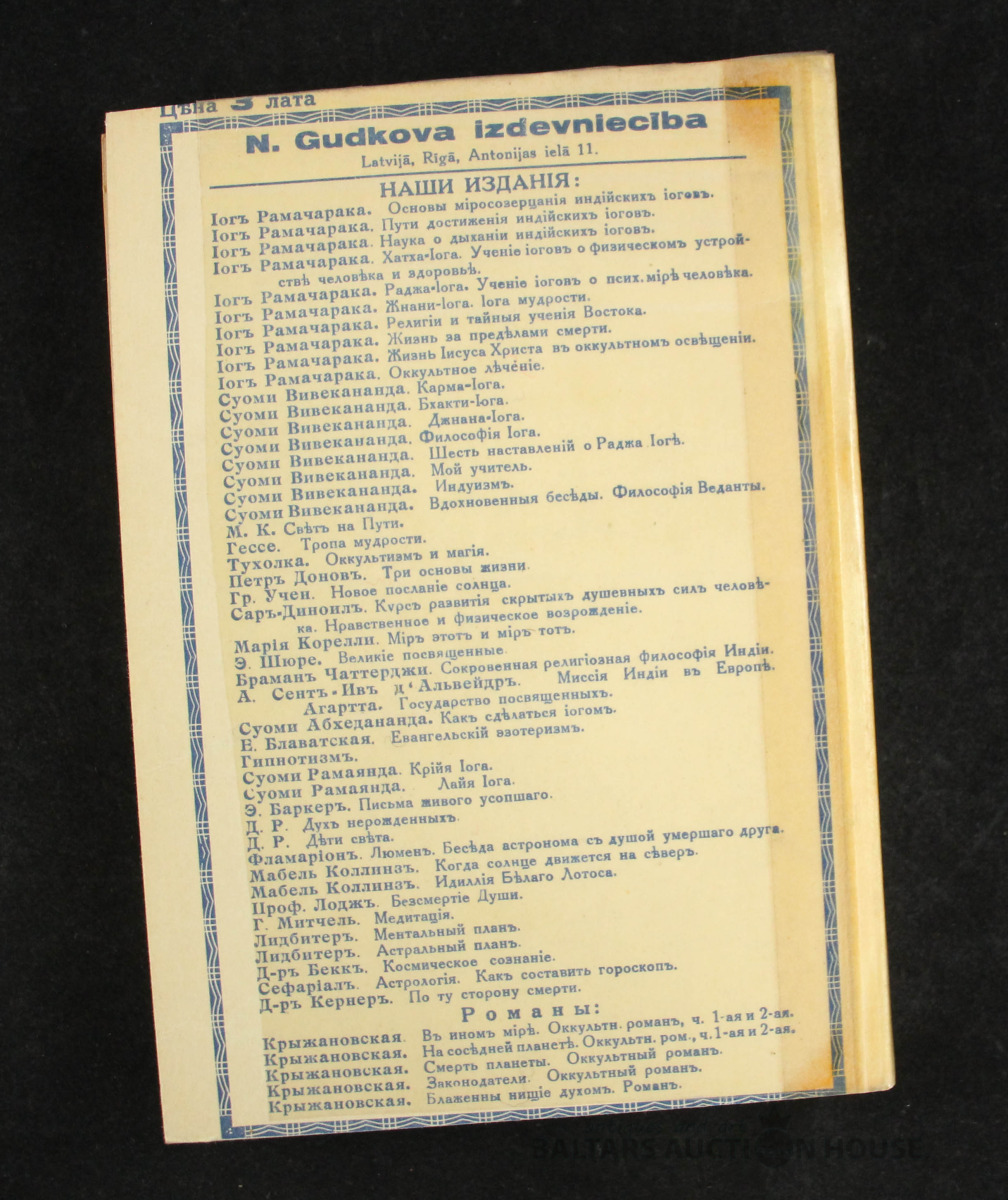 Цѣна 3 лата
N. Gudkova izdevniecība
Latvijā, Rīgā, Antonijas ielā 11.
НАШИ ИЗДАНІЯ:
Іогъ Рамачарака. Основы міросозерцанія индійскихъ іоговъ.
Іогъ Рамачарака. Пути достиженія индійскихъ іоговъ.
Іогъ Рамачарака. Наука о дыханіи индійскихъ іоговъ.
Іогъ Рамачарака. Хатха-Іога. Ученіе іоговъ о физическомъ устрой-
ствѣ человѣка и здоровьѣ.
Іогъ Рамачарака. Раджа-Іога. Ученіе іоговъ о псих. мірѣ человѣка.
Іогъ Рамачарака. Жнани-Іога. Іога мудрости.
Іогъ Рамачарака. Религіи и тайныя ученія Востока.
Іогъ Рамачарака. Жизнь за предѣлами смерти.
Іогъ Рамачарака. Жизнь Іисуса Христа въ оккультномъ освѣщеніи.
Іогъ Рамачарака. Оккультное лѣченіе.
Суоми Вивекананда. Карма-Іога.
Суоми Вивекананда. Бхакти-Іога.
Суоми Вивекананда. Джнана-Іога.
Суоми Вивекананда. Философія Іога.
Суоми Вивекананда. Шесть наставленій о Раджа Іогѣ.
Суоми Вивекананда. Мой учитель.
Суоми Вивекананда. Индуизмъ.
Суоми Вивекананда. Вдохновенныя бесѣды. Философія Веданты.
М. К. Свѣтъ на Пути.
Гессе. Тропа мудрости.
Тухолка. Оккультизмъ и магія.
Петръ Доновъ. Три основы жизни.
Гр. Учен. Новое посланіе солнца.
Саръ-Диноилъ. Курсъ развитія скрытыхъ душевныхъ силъ человѣ-
ка. Нравственное и физическое возрожденіе.
Марія Корелли. Міръ этотъ и міръ тотъ.
Э. Шюре. Великіе посвященные.
Браманъ Чаттерджи. Сокровенная религіозная философія Индіи.
А. Сентъ-Ивъ д'Альвейдръ. Миссія Индіи въ Европѣ.
Агартта. Государство посвященныхъ.
Суоми Абхедананда. Какъ сдѣлаться іогомъ.
Е. Блаватская. Евангельскій взотеризмъ.
Гипнотизмъ.
Суоми Рамаянда. Крійя Іога.
Суоми Рамаянда. Лайя Іога.
Э. Баркеръ. Письма живого усопшаго.
Д. Р. Духъ нерожденныхъ.
Д. Р. Дѣти свѣта.
Фламаріонъ. Люменъ. Бесѣда астронома съ душой умершаго друга.
Мабель Коллинзъ. Когда солнце движется на сѣверъ.
Мабель Коллинзъ. Идиллія Бѣлаго Лотоса.
Проф. Лоджъ. Безсмертіе Души.
Г. Митчель. Медитація.
Лидбитеръ. Ментальный планъ.
Лидбитеръ. Астральный планъ.
Д-ръ Беккъ. Космическое сознаніе.
Сефаріалъ. Астрологія. Какъ составить гороскопъ.
Д-ръ Кернеръ. По ту сторону смерти.
Романы:
Крыжановская. Въ иномъ мірѣ. Оккультн. романъ, ч. 1-ая и 2-ая.
Крыжановская. На сосѣдней планетѣ. Оккультн. ром., ч. 1-ая и 2-ая.
Крыжановская. Смерть планеты. Оккультный романъ.
Крыжановская. Законодатели. Оккультный романъ.
Крыжановская. Блаженны нищіе духомъ. Романъ.
BALTARS AUCTION HOUSE